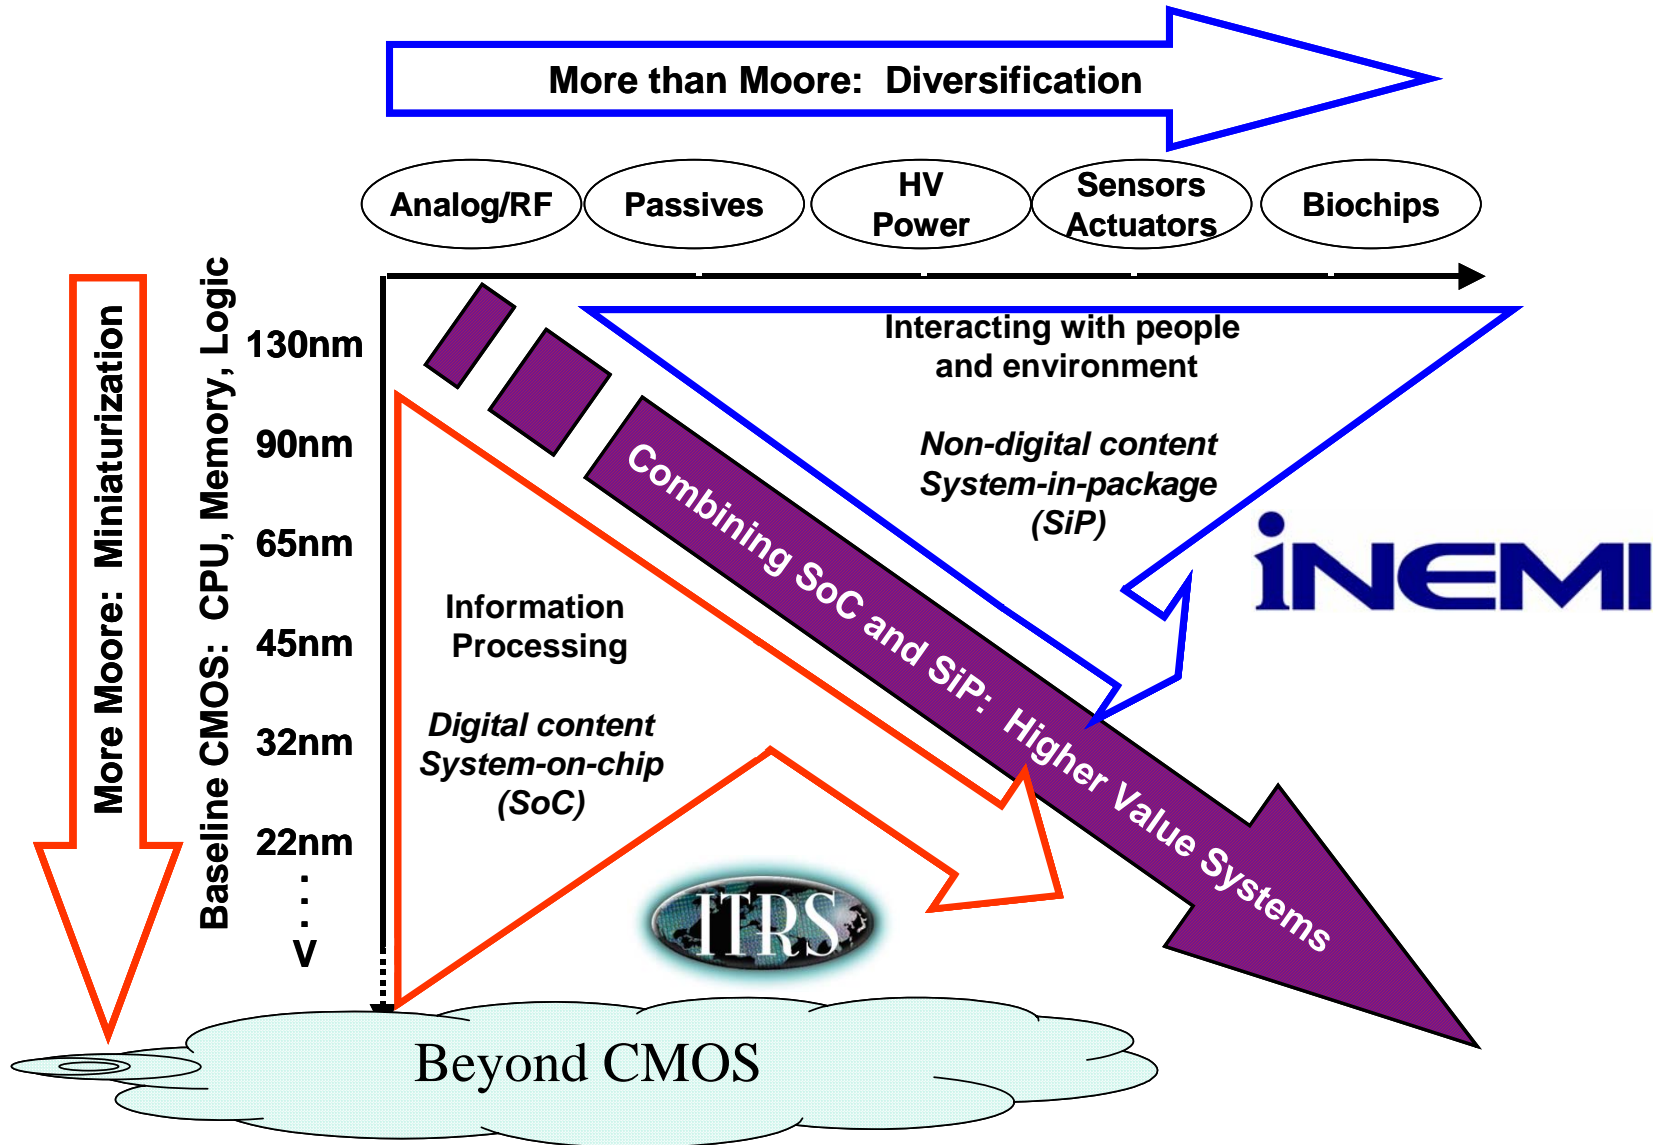 More than Moore:  Diversification
Analog/RF
Passives
HV
Power
Sensors
Actuators
Biochips
More Moore:  Miniaturization
Baseline CMOS:  CPU, Memory, Logic
130nm
90nm
65nm
45nm
32nm
22nm
.
.
.
V
Interacting with people
and environment
Non-digital content
System-in-package
(SiP)
Combining SoC and SiP:  Higher Value Systems
Information
Processing
Digital content
System-on-chip
(SoC)
iNEMI
ITRS
Beyond CMOS